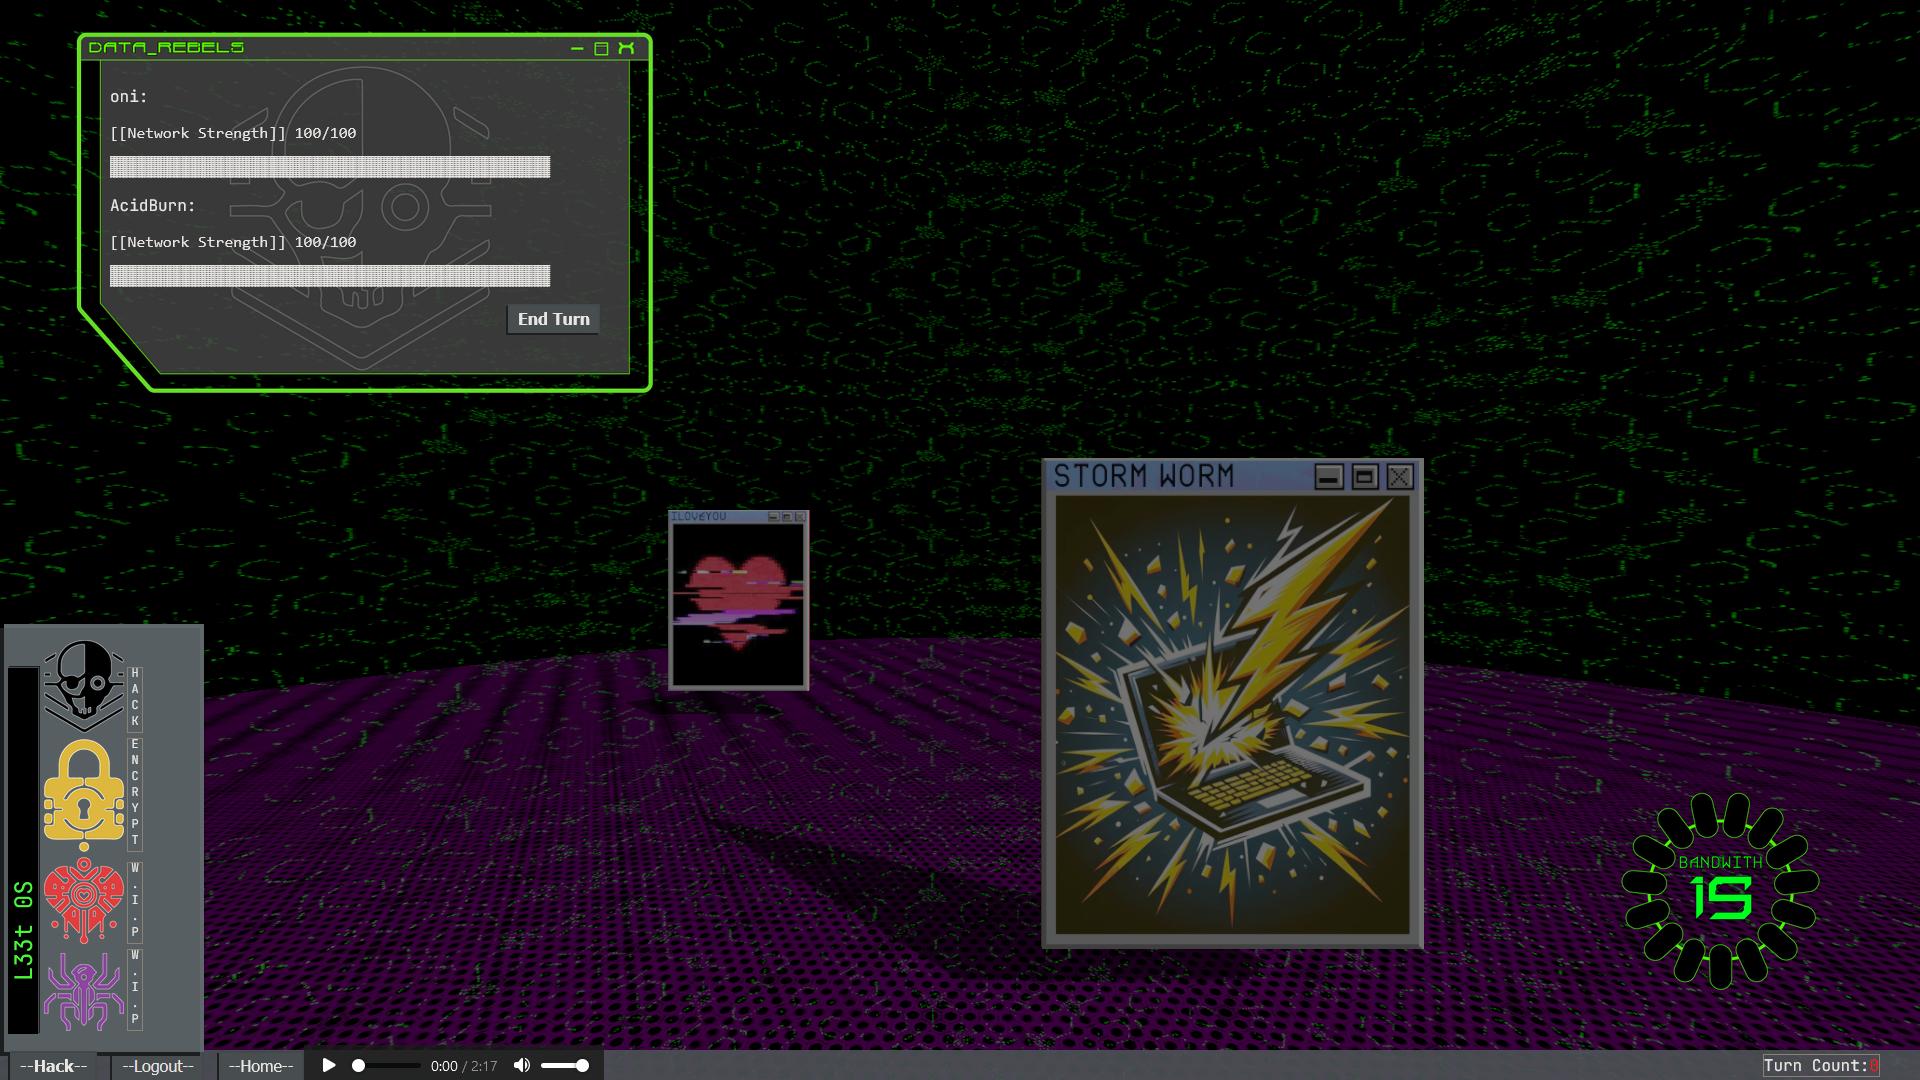 DATA_REBELS
oni:
[[Network Strength]] 100/100
AcidBurn:
[[Network Strength]] 100/100
End Turn
ILOVEYOU
STORM WORM
HACK
ENCRYPT
W.I.P
W.I.P
L33t 0S
BANDWITH
15
--Hack--
--Logout--
--Home--
0:00 / 2:17
Turn Count:0